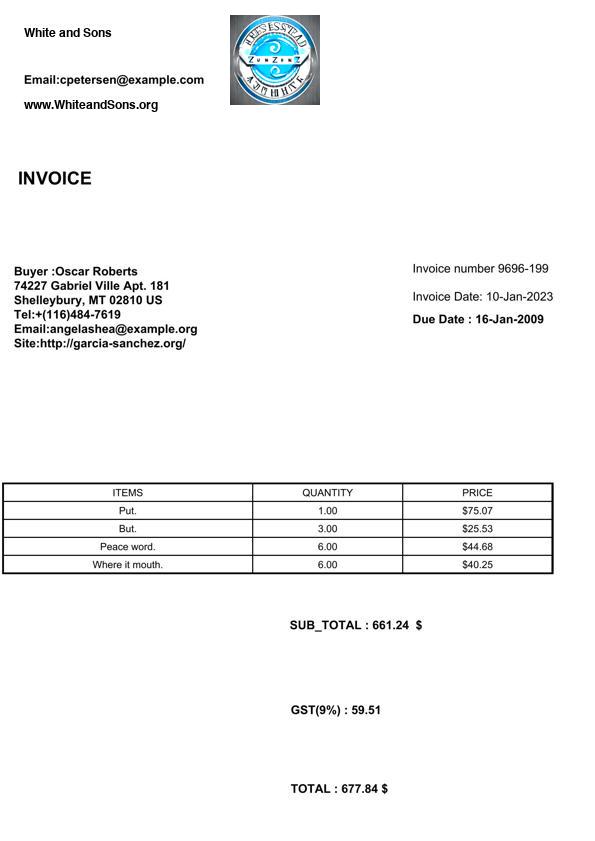 White and Sons
Email:cpetersen@example.com
www.WhiteandSons.org
ZunZenZ
INVOICE
Buyer :Oscar Roberts
74227 Gabriel Ville Apt. 181
Shelleybury, MT 02810 US
Tel:+(116)484-7619
Email:angelashea@example.org
Site:http://garcia-sanchez.org/
Invoice number 9696-199
Invoice Date: 10-Jan-2023
Due Date : 16-Jan-2009
ITEMS QUANTITY PRICE
Put. 1.00 $75.07
But. 3.00 $25.53
Peace word. 6.00 $44.68
Where it mouth. 6.00 $40.25
SUB_TOTAL : 661.24 $
GST(9%) : 59.51
TOTAL : 677.84 $